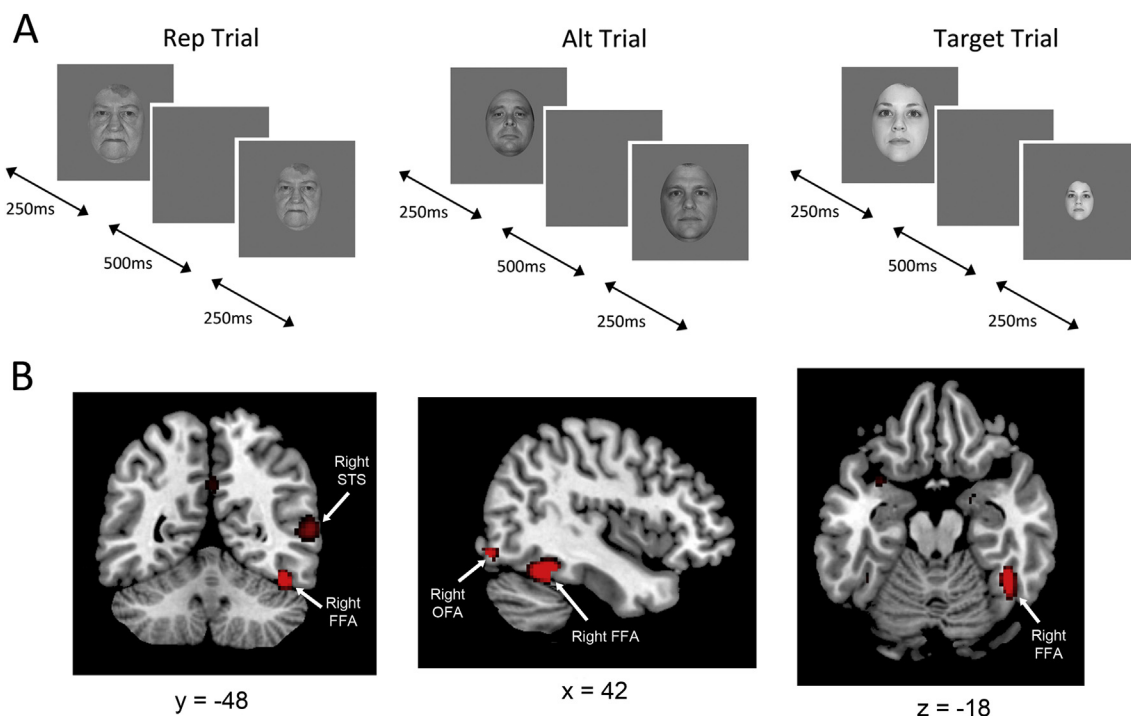 A
Rep Trial
Alt Trial
Target Trial
250ms
500ms
250ms
250ms
500ms
250ms
250ms
500ms
250ms
B
Right
STS
Right
FFA
y = -48
Right
OFA
Right FFA
x = 42
Right
FFA
z = -18